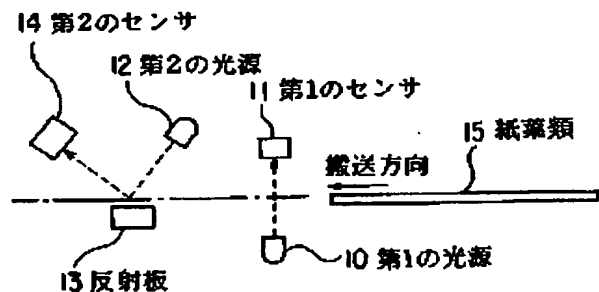 14 第2のセンサ
12 第2の光源
11 第1のセンサ
15 紙葉類
搬送方向
10 第1の光源
13 反射板